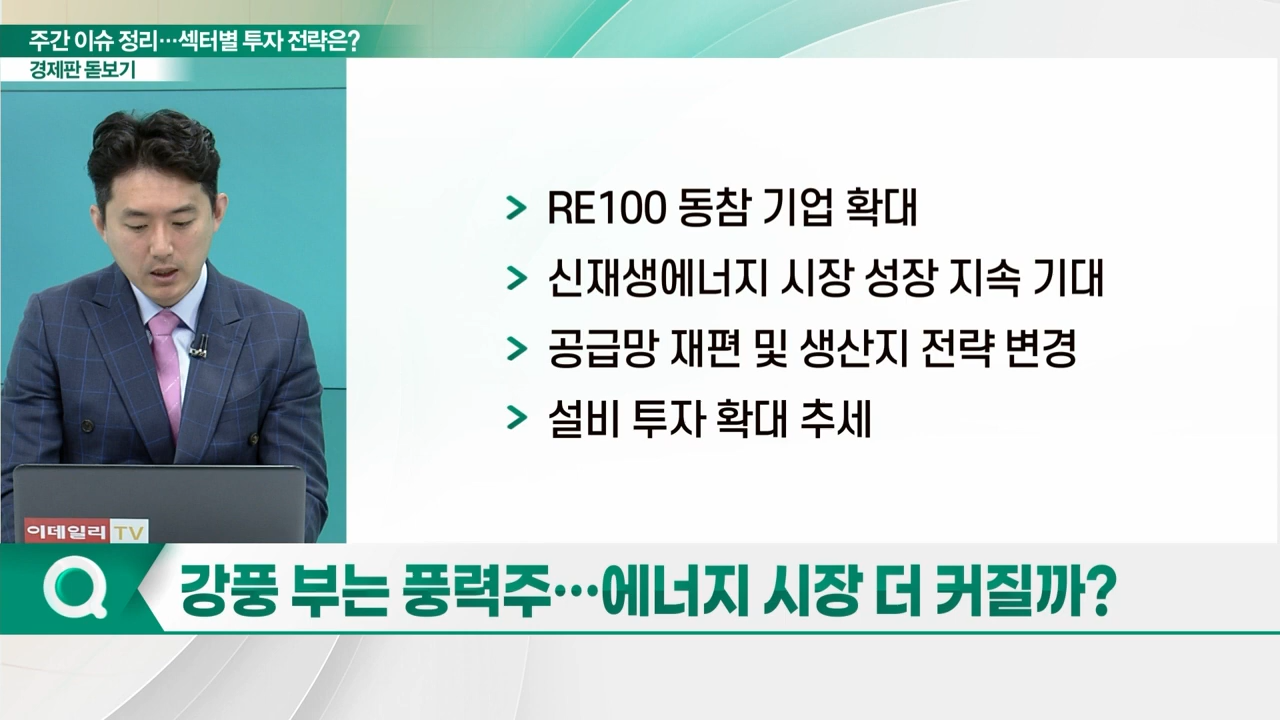 주간 이슈 정리…섹터별 투자 전략은?
경제판 돋보기
> RE100 동참 기업 확대
> 신재생에너지 시장 성장 지속 기대
> 공급망 재편 및 생산지 전략 변경
> 설비 투자 확대 추세
이데일리 TV
강풍 부는 풍력주…에너지 시장 더 커질까?